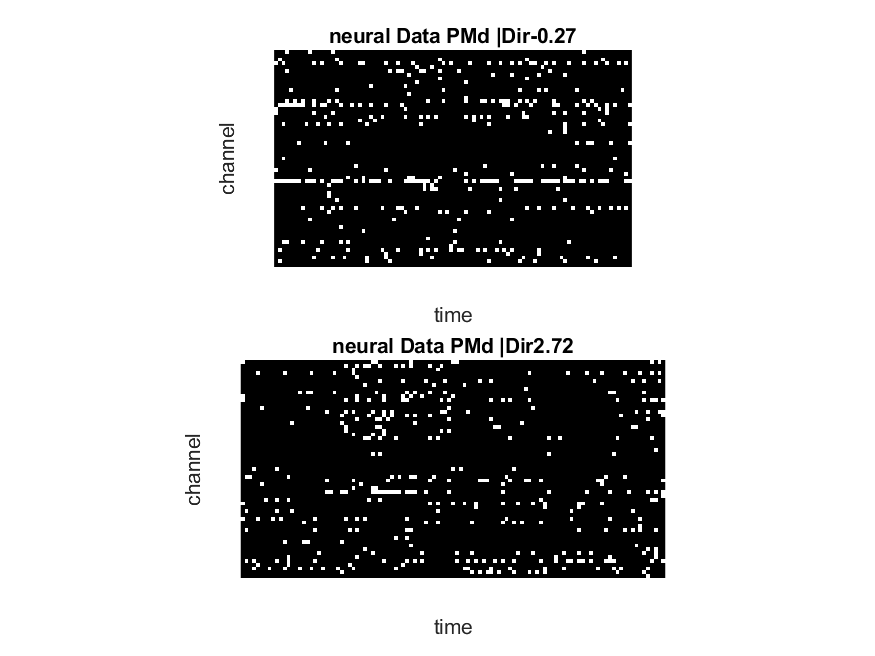 neural Data PMd |Dir-0.27
channel
time
neural Data PMd |Dir2.72
channel
time